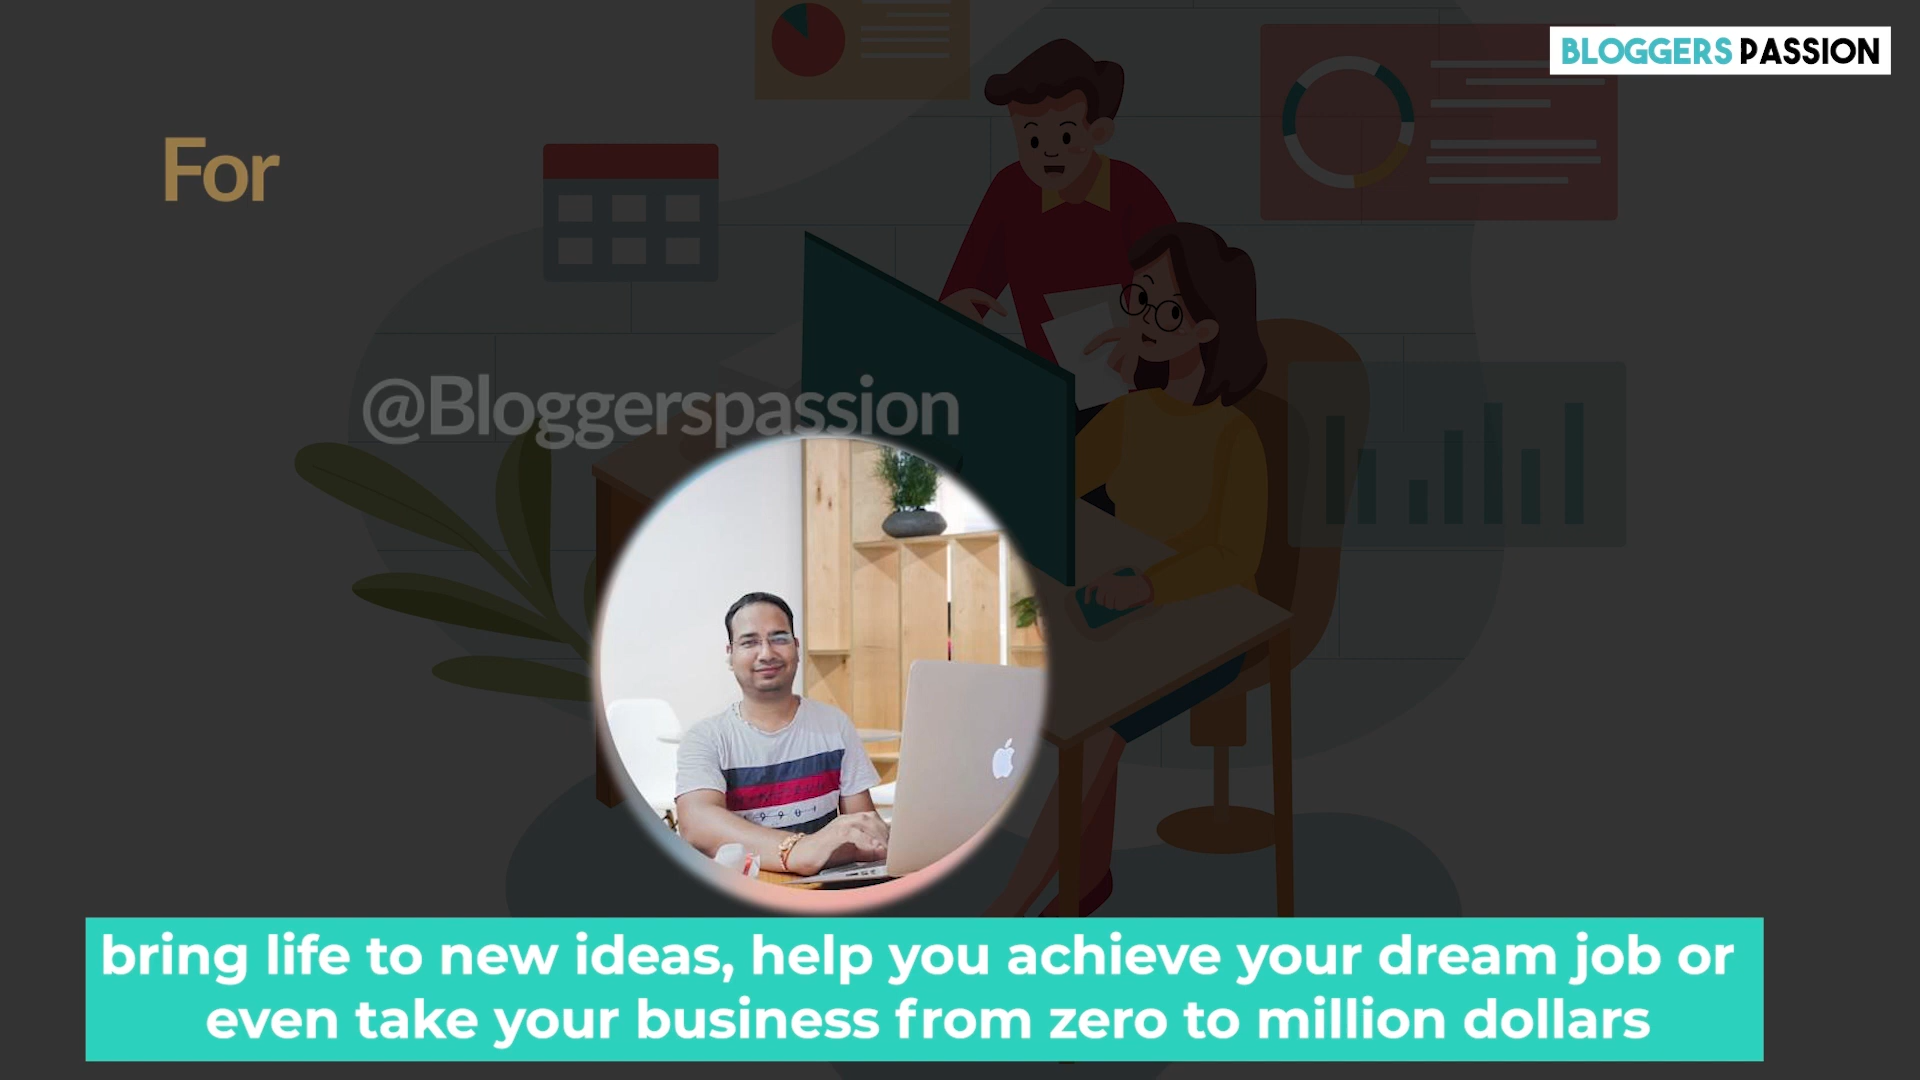 BLOGGERS PASSION
For
@Bloggerspassion
bring life to new ideas, help you achieve your dream job or
even take your business from zero to million dollars